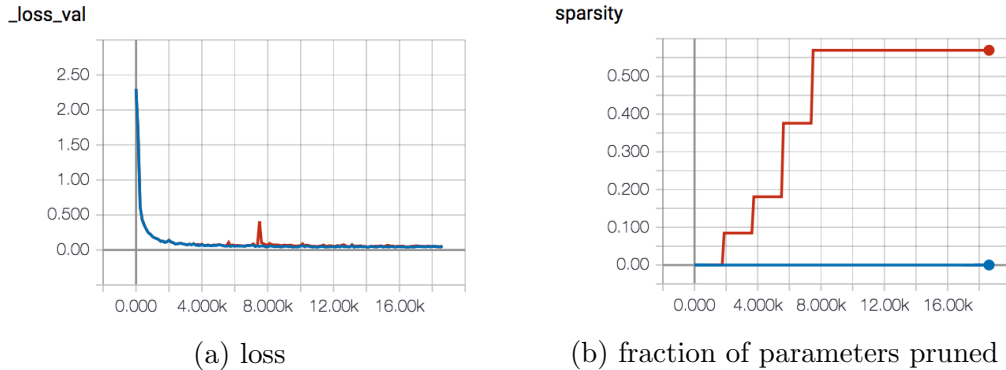 _loss_val
2.50
2.00
1.50
1.00
0.500
0.00
0.000 4.000k 8.000k 12.00k 16.00k
(a) loss
sparsity
0.500
0.400
0.300
0.200
0.100
0.00
0.000 4.000k 8.000k 12.00k 16.00k
(b) fraction of parameters pruned